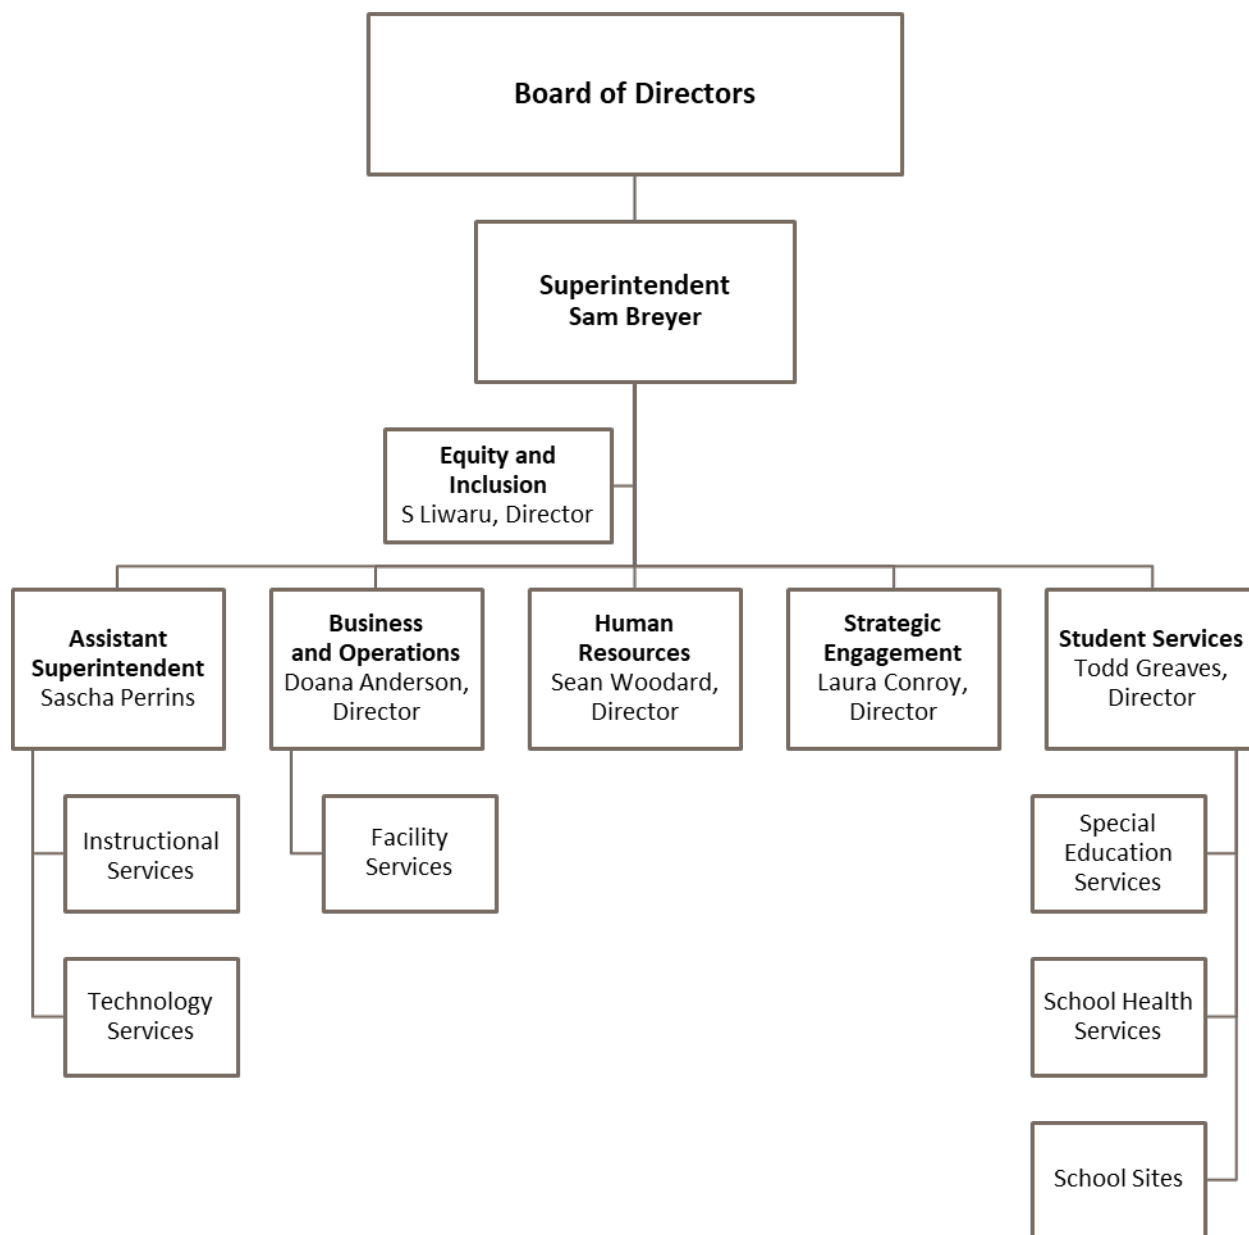 Board of Directors
Superintendent
Sam Breyer
Equity and
Inclusion
S Liwaru, Director
Assistant
Superintendent
Sascha Perrins
Business
and Operations
Doana Anderson,
Director
Human
Resources
Sean Woodard,
Director
Strategic
Engagement
Laura Conroy,
Director
Student Services
Todd Greaves,
Director
Instructional
Services
Facility
Services
Special
Education
Services
Technology
Services
School Health
Services
School Sites